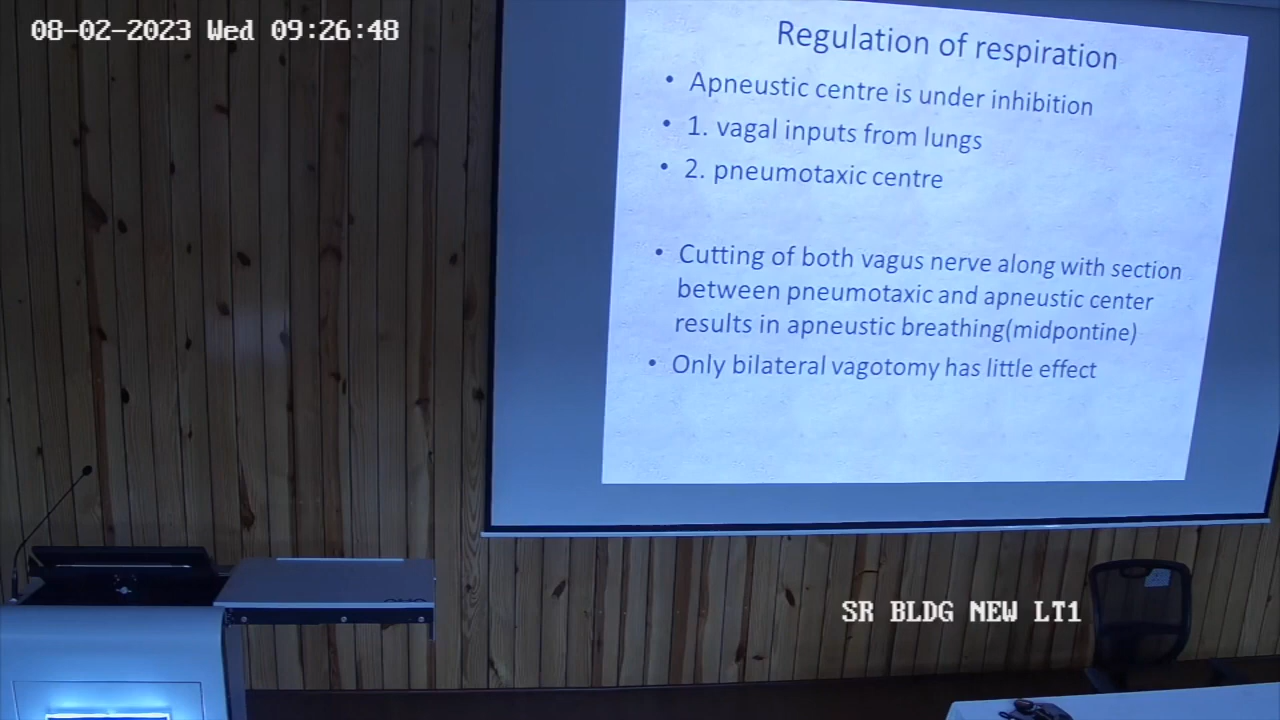 08-02-2023 Wed 09:26:48
Regulation of respiration
• Apneustic centre is under inhibition
• 1. vagal inputs from lungs
• 2. pneumotaxic centre
• Cutting of both vagus nerve along with section
between pneumotaxic and apneustic center
results in apneustic breathing(midpontine)
• Only bilateral vagotomy has little effect
SR BLDG NEW LT1